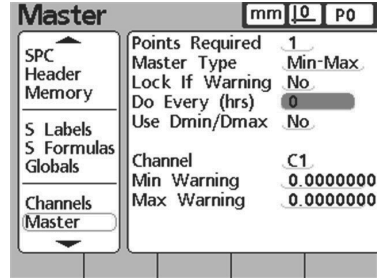 Master
mm 0 P0
SPC
Header
Memory
S Labels
S Formulas
Globals
Channels
Master
Points Required 1
Master Type Min-Max
Lock If Warning No
Do Every (hrs) 0
Use Dmin/Dmax No
Channel C1
Min Warning 0.0000000
Max Warning 0.0000000